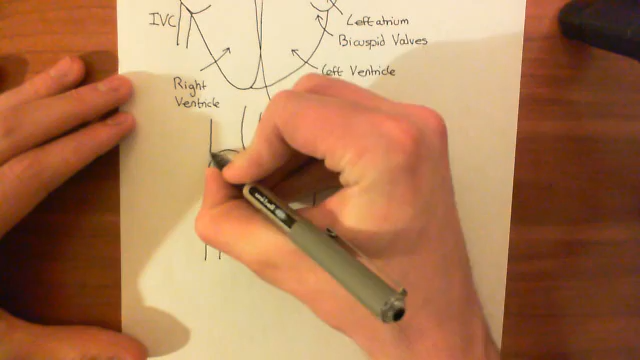 IVC
Left atrium
Bicuspid Valves
Left Ventricle
Right
Ventricle